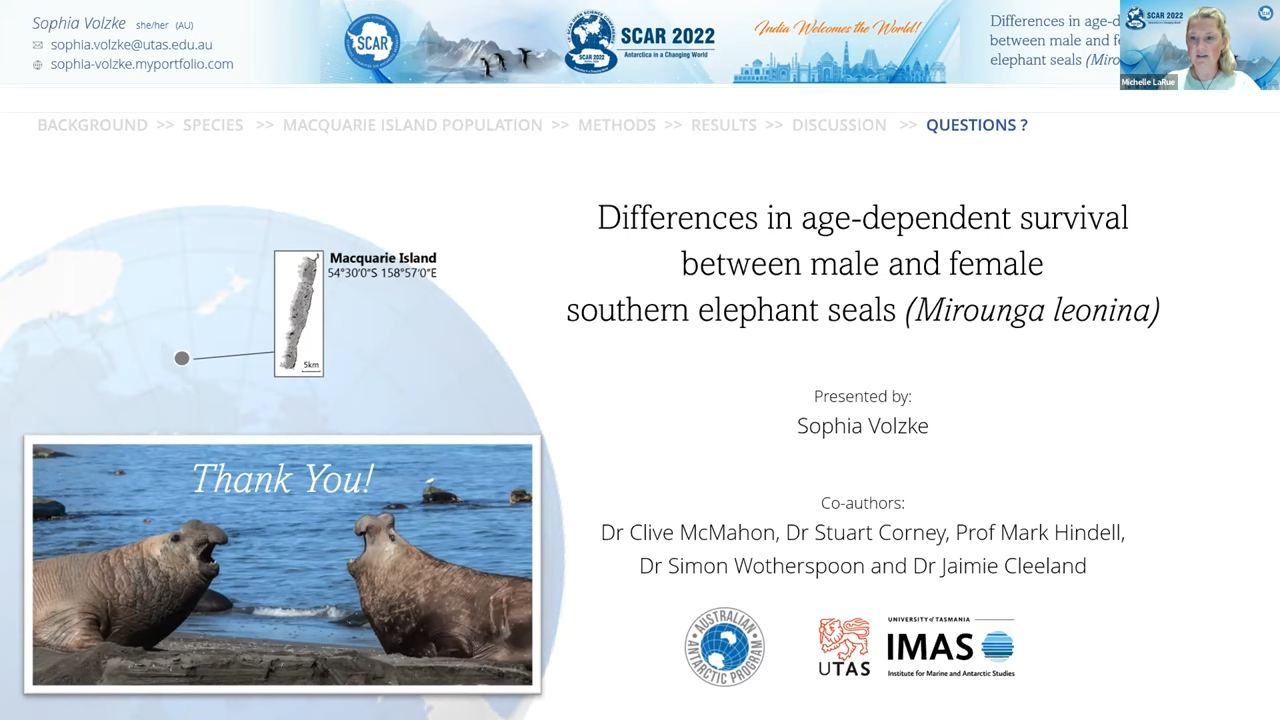 Sophia Volzke she/her (AU)
sophia.volzke@utas.edu.au
sophia-volzke.myportfolio.com
SCAR
SCAR 2022
SCAR 2022
Antarctica in a Changing World
India Welcomes the World!
Differences in age-d
between male and fe
elephant seals (Miro
SCAR 2022
Michelle LaRue
BACKGROUND >> SPECIES >> MACQUARIE ISLAND POPULATION >> METHODS >> RESULTS >> DISCUSSION >> QUESTIONS ?
Macquarie Island
54°30'0"S 158°57'0"E
5km
Differences in age-dependent survival
between male and female
southern elephant seals (Mirounga leonina)
Presented by:
Sophia Volzke
Thank You!
Co-authors:
Dr Clive McMahon, Dr Stuart Corney, Prof Mark Hindell,
Dr Simon Wotherspoon and Dr Jaimie Cleeland
AUSTRALIAN
ANTARCTIC PROGRAM
UTAS
UNIVERSITY of TASMANIA
IMAS
Institute for Marine and Antarctic Studies